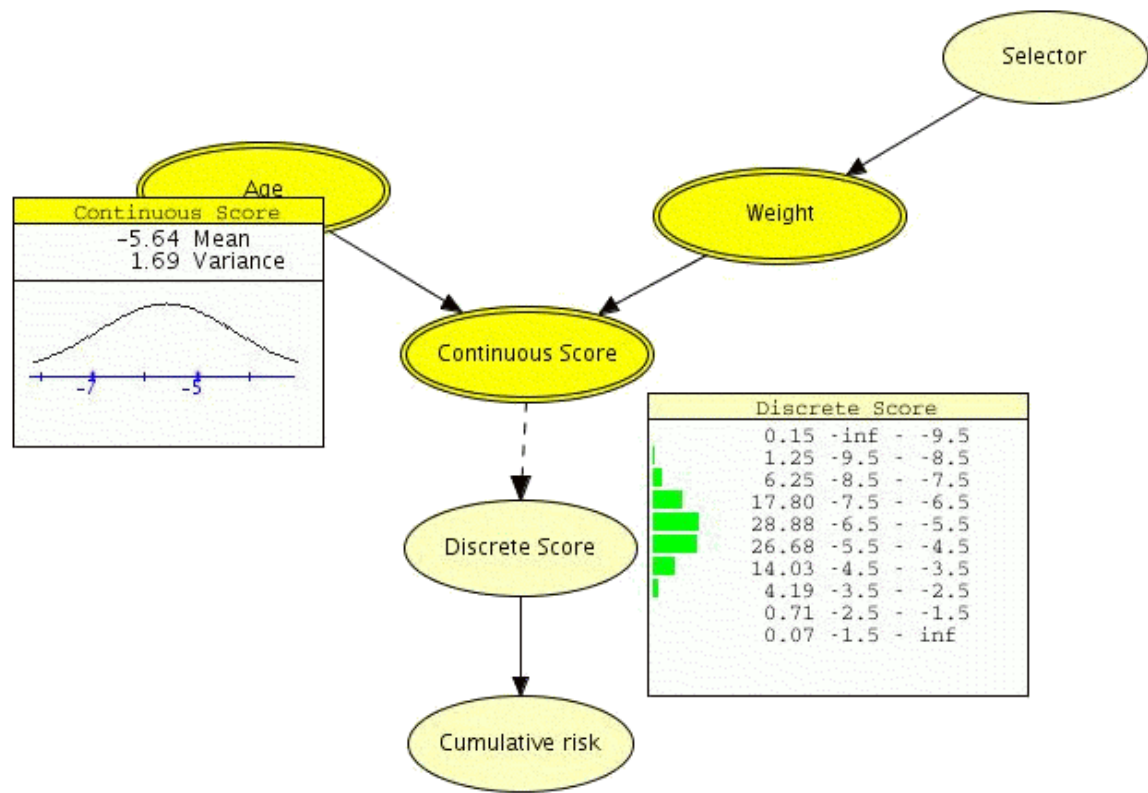 Selector
Age
Weight
Continuous Score
-5.64 Mean
1.69 Variance
-7 -5
Continuous Score
Discrete Score
0.15 -inf - -9.5
1.25 -9.5 - -8.5
6.25 -8.5 - -7.5
17.80 -7.5 - -6.5
28.88 -6.5 - -5.5
26.68 -5.5 - -4.5
14.03 -4.5 - -3.5
4.19 -3.5 - -2.5
0.71 -2.5 - -1.5
0.07 -1.5 - inf
Discrete Score
Cumulative risk